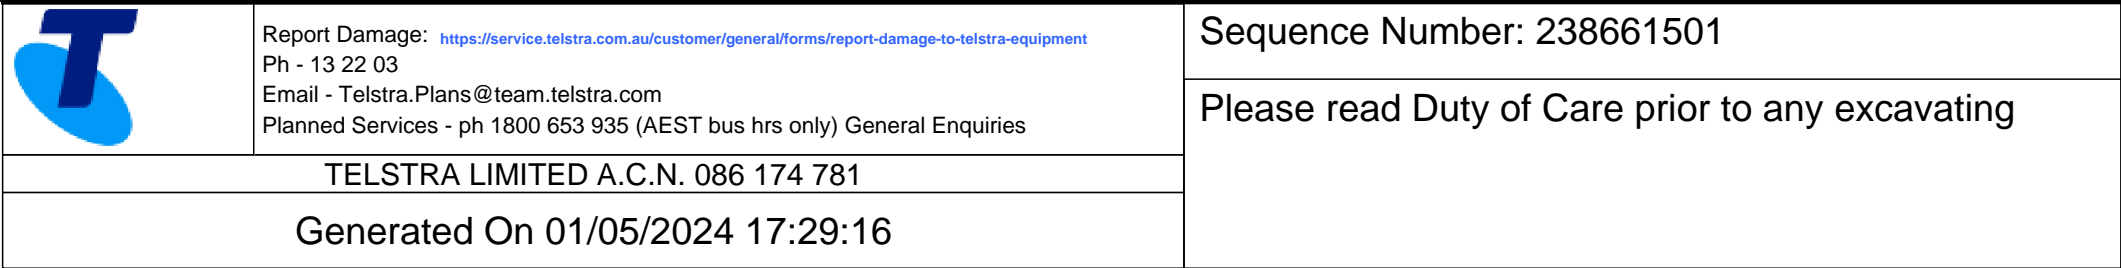 Report Damage: https://service.telstra.com.au/customer/general/forms/report-damage-to-telstra-equipment
Ph - 13 22 03
Email - Telstra.Plans@team.telstra.com
Planned Services - ph 1800 653 935 (AEST bus hrs only) General Enquiries
TELSTRA LIMITED A.C.N. 086 174 781
Generated On 01/05/2024 17:29:16
Sequence Number: 238661501
Please read Duty of Care prior to any excavating